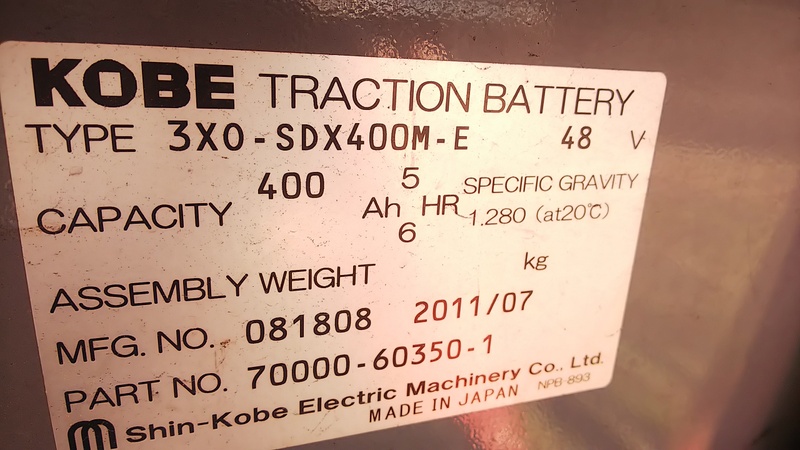 KOBE TRACTION BATTERY
TYPE 3X0-SDX400M-E 48 V
CAPACITY 400 Ah 5 HR SPECIFIC GRAVITY
6 1.280 (at20℃)
ASSEMBLY WEIGHT kg
MFG. NO. 081808 2011/07
PART NO. 70000-60350-1
Shin-Kobe Electric Machinery Co., Ltd.
MADE IN JAPAN NPB-893